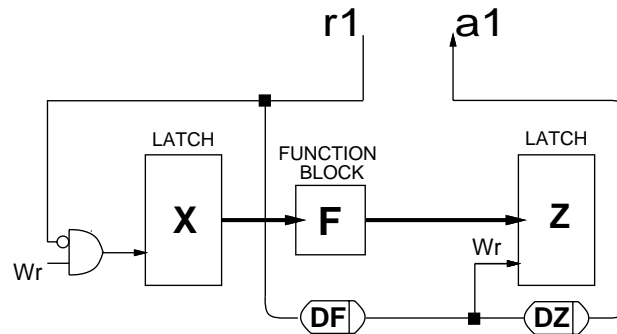 r1 a1
LATCH LATCH
FUNCTION
BLOCK
X F Z
Wr
Wr
DF DZ